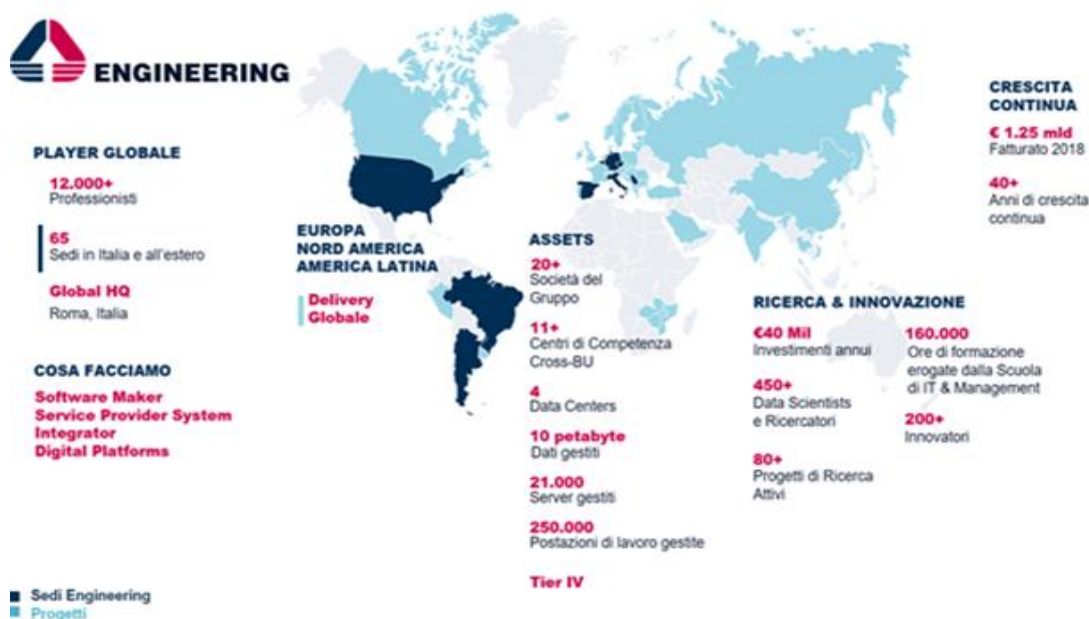 ENGINEERING
PLAYER GLOBALE
12.000+
Professionisti
65
Sedi in Italia e all'estero
Global HQ
Roma, Italia
COSA FACCIAMO
Software Maker
Service Provider System
Integrator
Digital Platforms
EUROPA
NORD AMERICA
AMERICA LATINA
Delivery
Globale
ASSETS
20+
Società del
Gruppo
11+
Centri di Competenza
Cross-BU
4
Data Centers
10 petabyte
Dati gestiti
21.000
Server gestiti
250.000
Postazioni di lavoro gestite
Tier IV
RICERCA & INNOVAZIONE
€40 Mil
Investimenti annui
450+
Data Scientists
e Ricercatori
80+
Progetti di Ricerca
Attivi
160.000
Ore di formazione
erogate dalla Scuola
di IT & Management
200+
Innovatori
CRESCITA
CONTINUA
€ 1.25 mld
Fatturato 2018
40+
Anni di crescita
continua
Sedi Engineering
Progetti